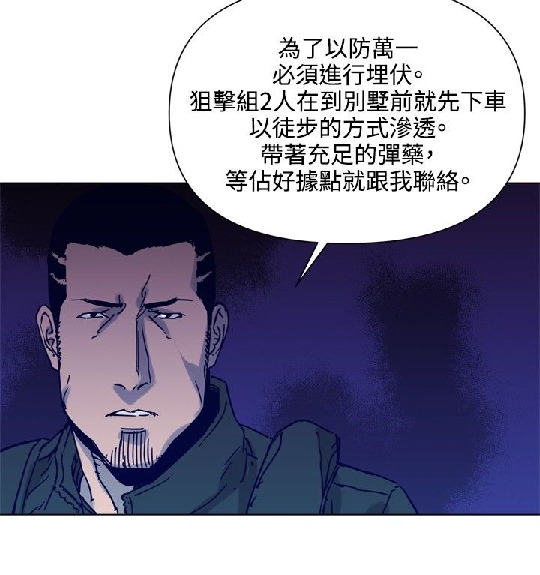 為了以防萬一
必須進行埋伏。
狙擊組2人在到別墅前就先下車
以徒步的方式滲透。
帶著充足的彈藥，
等佔好據點就跟我聯絡。